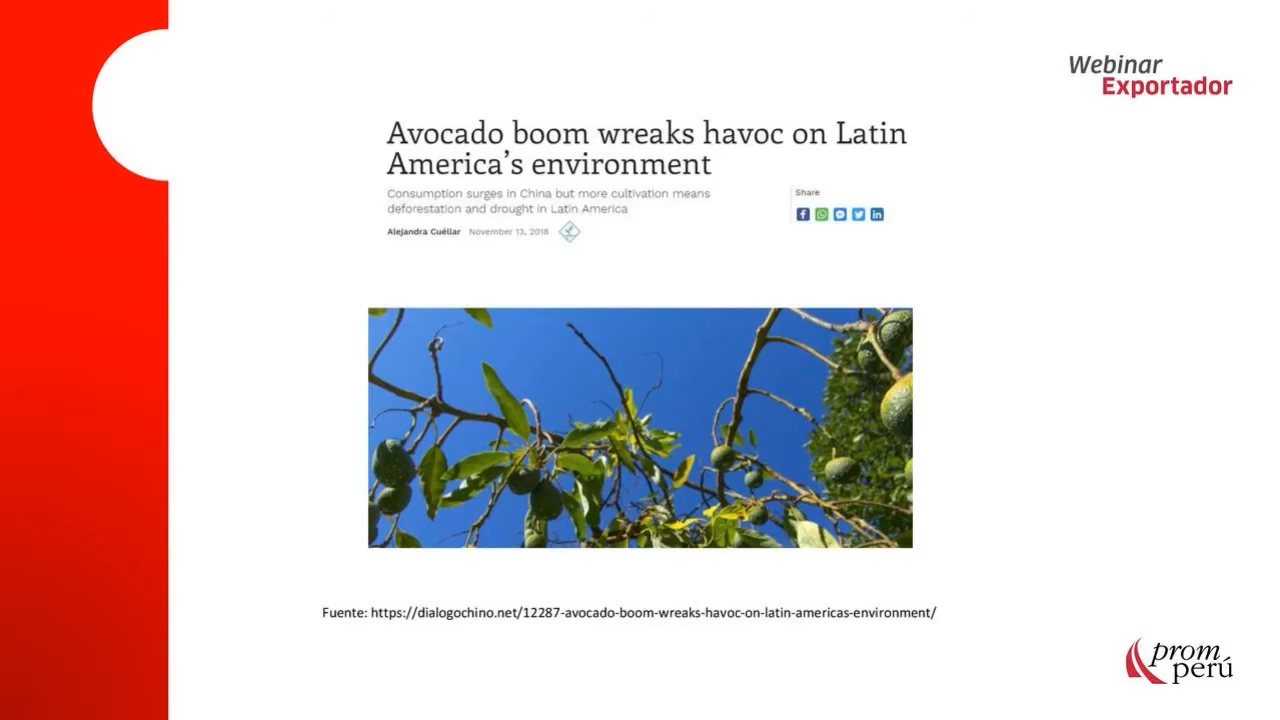 Webinar
Exportador
Avocado boom wreaks havoc on Latin
America's environment
Consumption surges in China but more cultivation means
deforestation and drought in Latin America
Share
Alejandra Cuéllar November 13, 2018
Fuente: https://dialogochino.net/12287-avocado-boom-wreaks-havoc-on-latin-americas-environment/
prom
perú